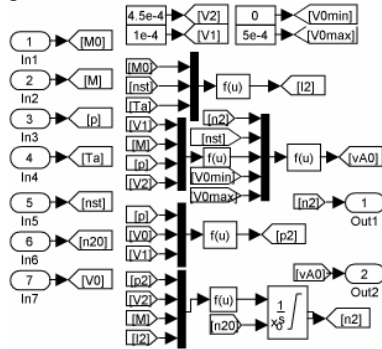 4.5e-4 [V2] 0 [V0min]
1e-4 [V1] 5e-4 [V0max]
1 [M0]
In1
2 [M]
In2
3 [p]
In3
4 [Ta]
In4
5 [nst]
In5
6 [n20]
In6
7 [V0]
In7
[M0]
[nst]
[Ta]
f(u) [I2]
[V1]
[M]
[p]
[V2]
f(u)
[n2]
[nst]
[V0min]
[V0max]
f(u) [vA0]
[p]
[V0]
[V1]
f(u) [p2]
[n2] 1
Out1
[p2]
[V2]
[M]
[I2]
f(u)
[n20]
1
s
xo
[n2]
[vA0] 2
Out2